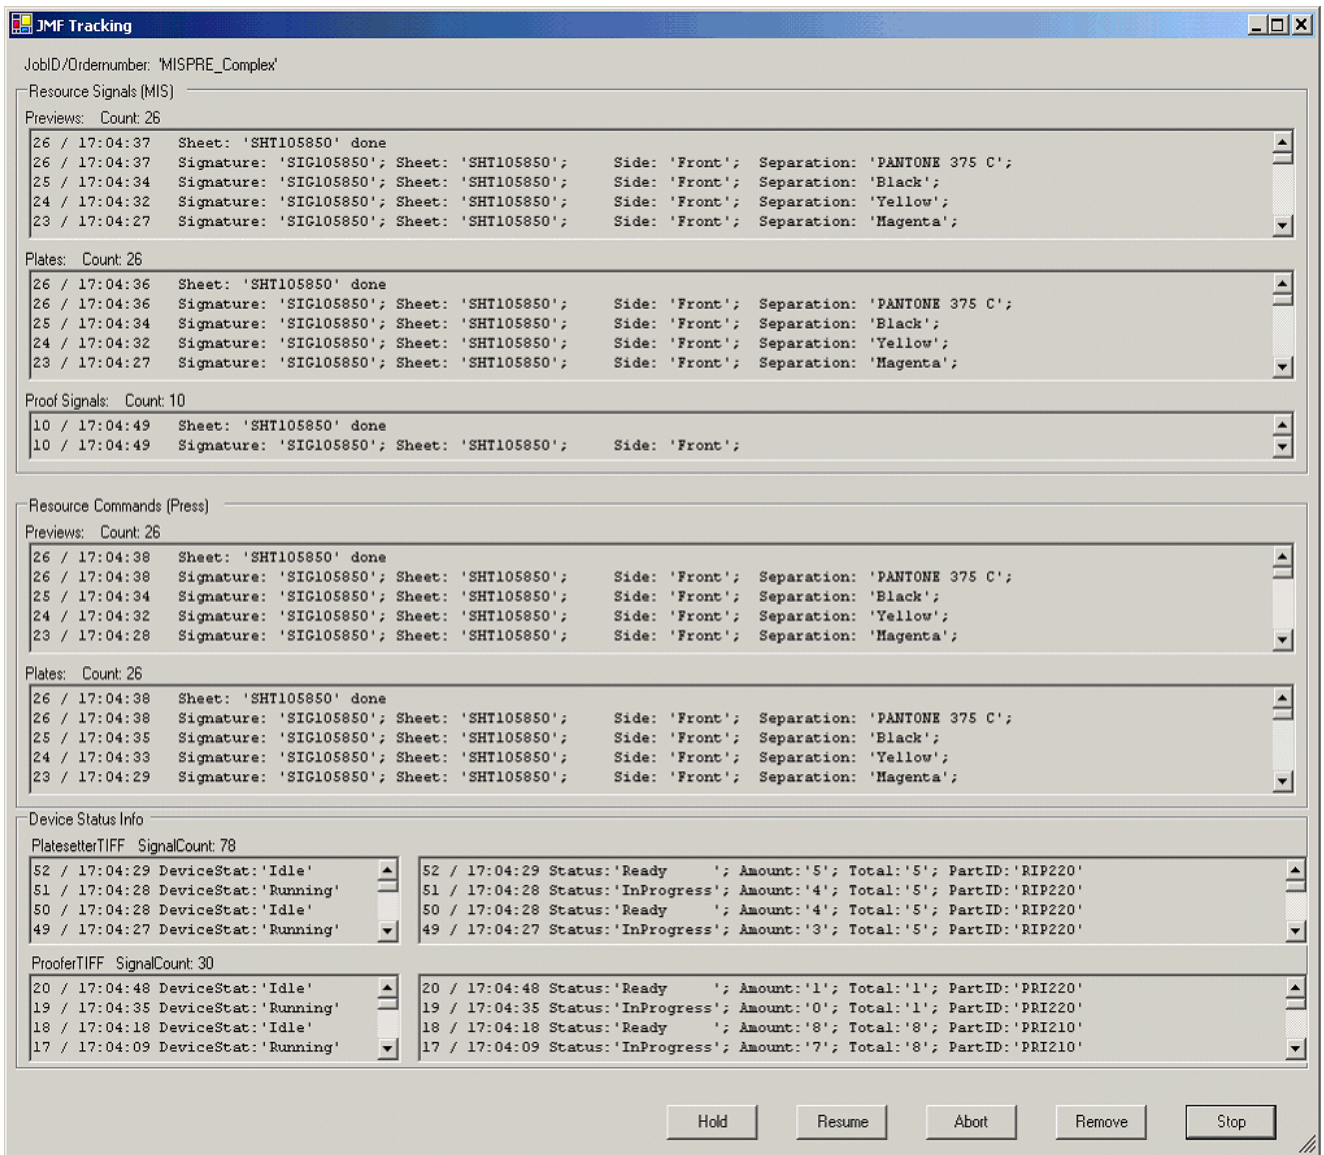 JMF Tracking
JobID/Ordernumber: 'MISPRE_Complex'
Resource Signals (MIS)
Previews: Count: 26
26 / 17:04:37 Sheet: 'SHT105850' done
26 / 17:04:37 Signature: 'SIG105850'; Sheet: 'SHT105850'; Side: 'Front'; Separation: 'PANTONE 375 C';
25 / 17:04:34 Signature: 'SIG105850'; Sheet: 'SHT105850'; Side: 'Front'; Separation: 'Black';
24 / 17:04:32 Signature: 'SIG105850'; Sheet: 'SHT105850'; Side: 'Front'; Separation: 'Yellow';
23 / 17:04:27 Signature: 'SIG105850'; Sheet: 'SHT105850'; Side: 'Front'; Separation: 'Magenta';
Plates: Count: 26
26 / 17:04:36 Sheet: 'SHT105850' done
26 / 17:04:36 Signature: 'SIG105850'; Sheet: 'SHT105850'; Side: 'Front'; Separation: 'PANTONE 375 C';
25 / 17:04:34 Signature: 'SIG105850'; Sheet: 'SHT105850'; Side: 'Front'; Separation: 'Black';
24 / 17:04:32 Signature: 'SIG105850'; Sheet: 'SHT105850'; Side: 'Front'; Separation: 'Yellow';
23 / 17:04:27 Signature: 'SIG105850'; Sheet: 'SHT105850'; Side: 'Front'; Separation: 'Magenta';
Proof Signals: Count: 10
10 / 17:04:49 Sheet: 'SHT105850' done
10 / 17:04:49 Signature: 'SIG105850'; Sheet: 'SHT105850'; Side: 'Front';
Resource Commands (Press)
Previews: Count: 26
26 / 17:04:38 Sheet: 'SHT105850' done
26 / 17:04:38 Signature: 'SIG105850'; Sheet: 'SHT105850'; Side: 'Front'; Separation: 'PANTONE 375 C';
25 / 17:04:34 Signature: 'SIG105850'; Sheet: 'SHT105850'; Side: 'Front'; Separation: 'Black';
24 / 17:04:32 Signature: 'SIG105850'; Sheet: 'SHT105850'; Side: 'Front'; Separation: 'Yellow';
23 / 17:04:28 Signature: 'SIG105850'; Sheet: 'SHT105850'; Side: 'Front'; Separation: 'Magenta';
Plates: Count: 26
26 / 17:04:38 Sheet: 'SHT105850' done
26 / 17:04:38 Signature: 'SIG105850'; Sheet: 'SHT105850'; Side: 'Front'; Separation: 'PANTONE 375 C';
25 / 17:04:35 Signature: 'SIG105850'; Sheet: 'SHT105850'; Side: 'Front'; Separation: 'Black';
24 / 17:04:33 Signature: 'SIG105850'; Sheet: 'SHT105850'; Side: 'Front'; Separation: 'Yellow';
23 / 17:04:29 Signature: 'SIG105850'; Sheet: 'SHT105850'; Side: 'Front'; Separation: 'Magenta';
Device Status Info
PlatesetterTIFF SignalCount: 78
52 / 17:04:29 DeviceStat:'Idle'
51 / 17:04:28 DeviceStat:'Running'
50 / 17:04:28 DeviceStat:'Idle'
49 / 17:04:27 DeviceStat:'Running'
52 / 17:04:29 Status:'Ready     '; Amount:'5'; Total:'5'; PartID:'RIP220'
51 / 17:04:28 Status:'InProgress'; Amount:'4'; Total:'5'; PartID:'RIP220'
50 / 17:04:28 Status:'Ready     '; Amount:'4'; Total:'5'; PartID:'RIP220'
49 / 17:04:27 Status:'InProgress'; Amount:'3'; Total:'5'; PartID:'RIP220'
ProoferTIFF SignalCount: 30
20 / 17:04:48 DeviceStat:'Idle'
19 / 17:04:35 DeviceStat:'Running'
18 / 17:04:18 DeviceStat:'Idle'
17 / 17:04:09 DeviceStat:'Running'
20 / 17:04:48 Status:'Ready     '; Amount:'1'; Total:'1'; PartID:'PRI220'
19 / 17:04:35 Status:'InProgress'; Amount:'0'; Total:'1'; PartID:'PRI220'
18 / 17:04:18 Status:'Ready     '; Amount:'8'; Total:'8'; PartID:'PRI210'
17 / 17:04:09 Status:'InProgress'; Amount:'7'; Total:'8'; PartID:'PRI210'
Hold Resume Abort Remove Stop